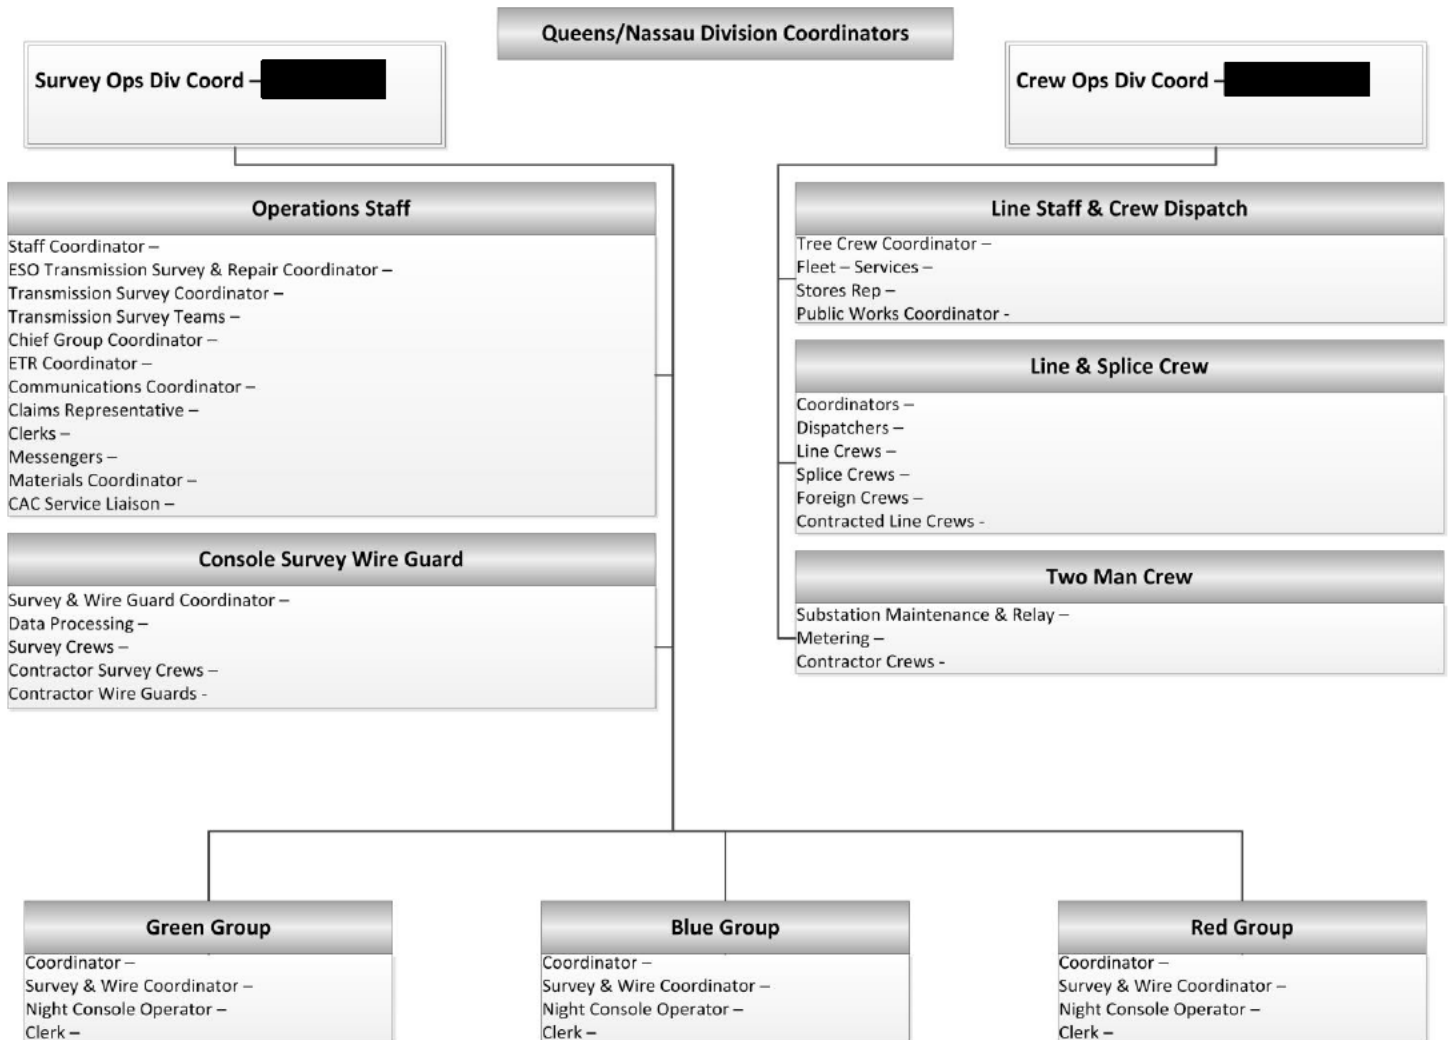 Queens/Nassau Division Coordinators
Survey Ops Div Coord –
Crew Ops Div Coord –
Operations Staff
Staff Coordinator –
ESO Transmission Survey & Repair Coordinator –
Transmission Survey Coordinator –
Transmission Survey Teams –
Chief Group Coordinator –
ETR Coordinator –
Communications Coordinator –
Claims Representative –
Clerks –
Messengers –
Materials Coordinator –
CAC Service Liaison –
Console Survey Wire Guard
Survey & Wire Guard Coordinator –
Data Processing –
Survey Crews –
Contractor Survey Crews –
Contractor Wire Guards -
Line Staff & Crew Dispatch
Tree Crew Coordinator –
Fleet – Services –
Stores Rep –
Public Works Coordinator -
Line & Splice Crew
Coordinators –
Dispatchers –
Line Crews –
Splice Crews –
Foreign Crews –
Contracted Line Crews -
Two Man Crew
Substation Maintenance & Relay –
Metering –
Contractor Crews -
Green Group
Coordinator –
Survey & Wire Coordinator –
Night Console Operator –
Clerk –
Blue Group
Coordinator –
Survey & Wire Coordinator –
Night Console Operator –
Clerk –
Red Group
Coordinator –
Survey & Wire Coordinator –
Night Console Operator –
Clerk –